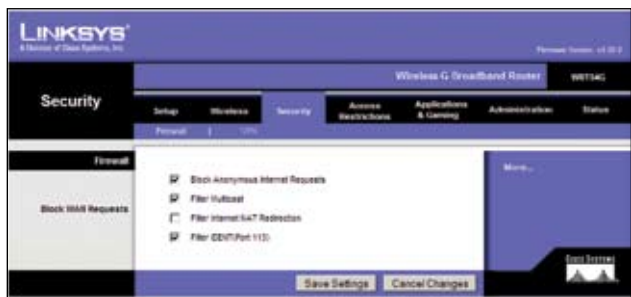 LINKSYS®
A Division of Cisco Systems, Inc.
Wireless-G Broadband Router WRT54G
Security
Setup Wireless Security Access Restrictions Applications & Gaming Administration Status
Firewall | VPN
Firewall
Block WAN Requests
Block Anonymous Internet Requests
Filter Multicast
Filter Internet NAT Redirection
Filter IDENT(Port 113)
More...
Save Settings Cancel Changes
CISCO SYSTEMS